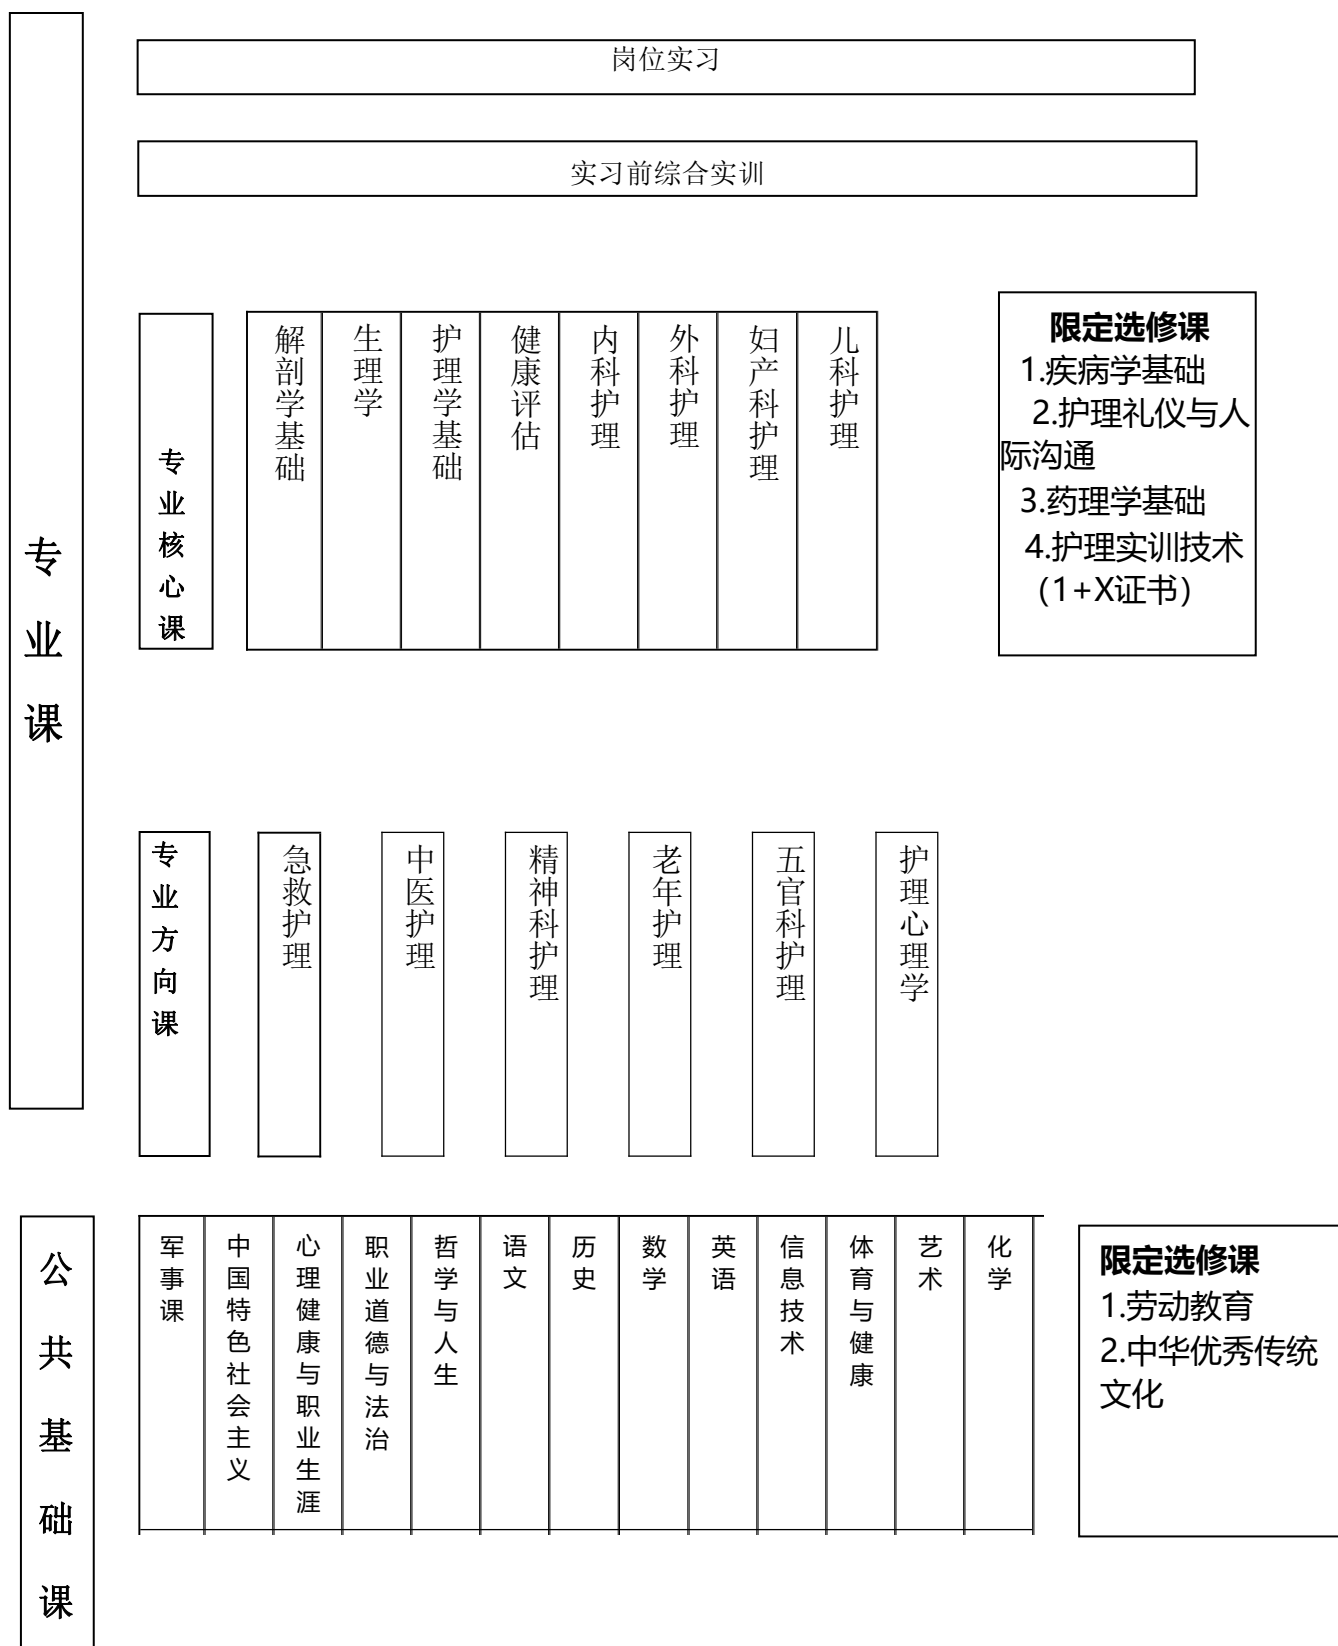 专业课
岗位实习
实习前综合实训
专业核心课
解剖学基础
生理学
护理学基础
健康评估
内科护理
外科护理
妇产科护理
儿科护理
限定选修课
1.疾病学基础
2.护理礼仪与人
际沟通
3.药理学基础
4.护理实训技术
（1+X证书）
专业方向课
急救护理
中医护理
精神科护理
老年护理
五官科护理
护理心理学
公共基础课
军事课
中国特色社会主义
心理健康与职业生涯
职业道德与法治
哲学与人生
语文
历史
数学
英语
信息技术
体育与健康
艺术
化学
限定选修课
1.劳动教育
2.中华优秀传统
文化